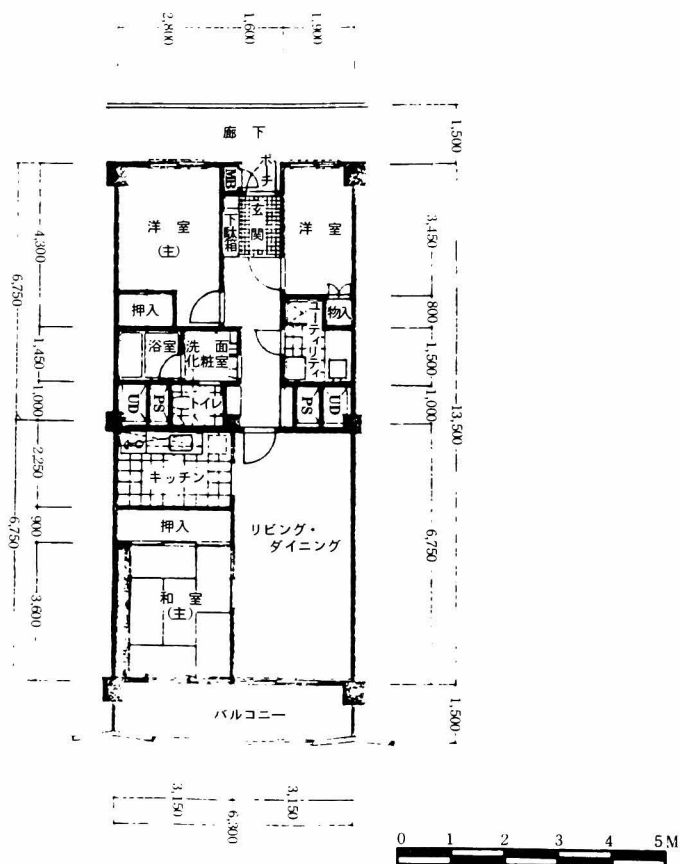 2,800
1,600
1,900
1,500
廊下
ポーチ
MB
洋室
(主)
下駄箱
玄関
洋室
4,300
6,750
3,450
押入
ユーティリティ
物入
800
浴室
洗面
化粧室
1,450
1,500
UD
PS
トイレ
PS
UD
1,000
1,000
13,500
キッチン
2,250
押入
リビング・
ダイニング
900
6,750
6,750
和室
(主)
3,600
バルコニー
1,500
3,150
3,150
6,300
0 1 2 3 4 5M